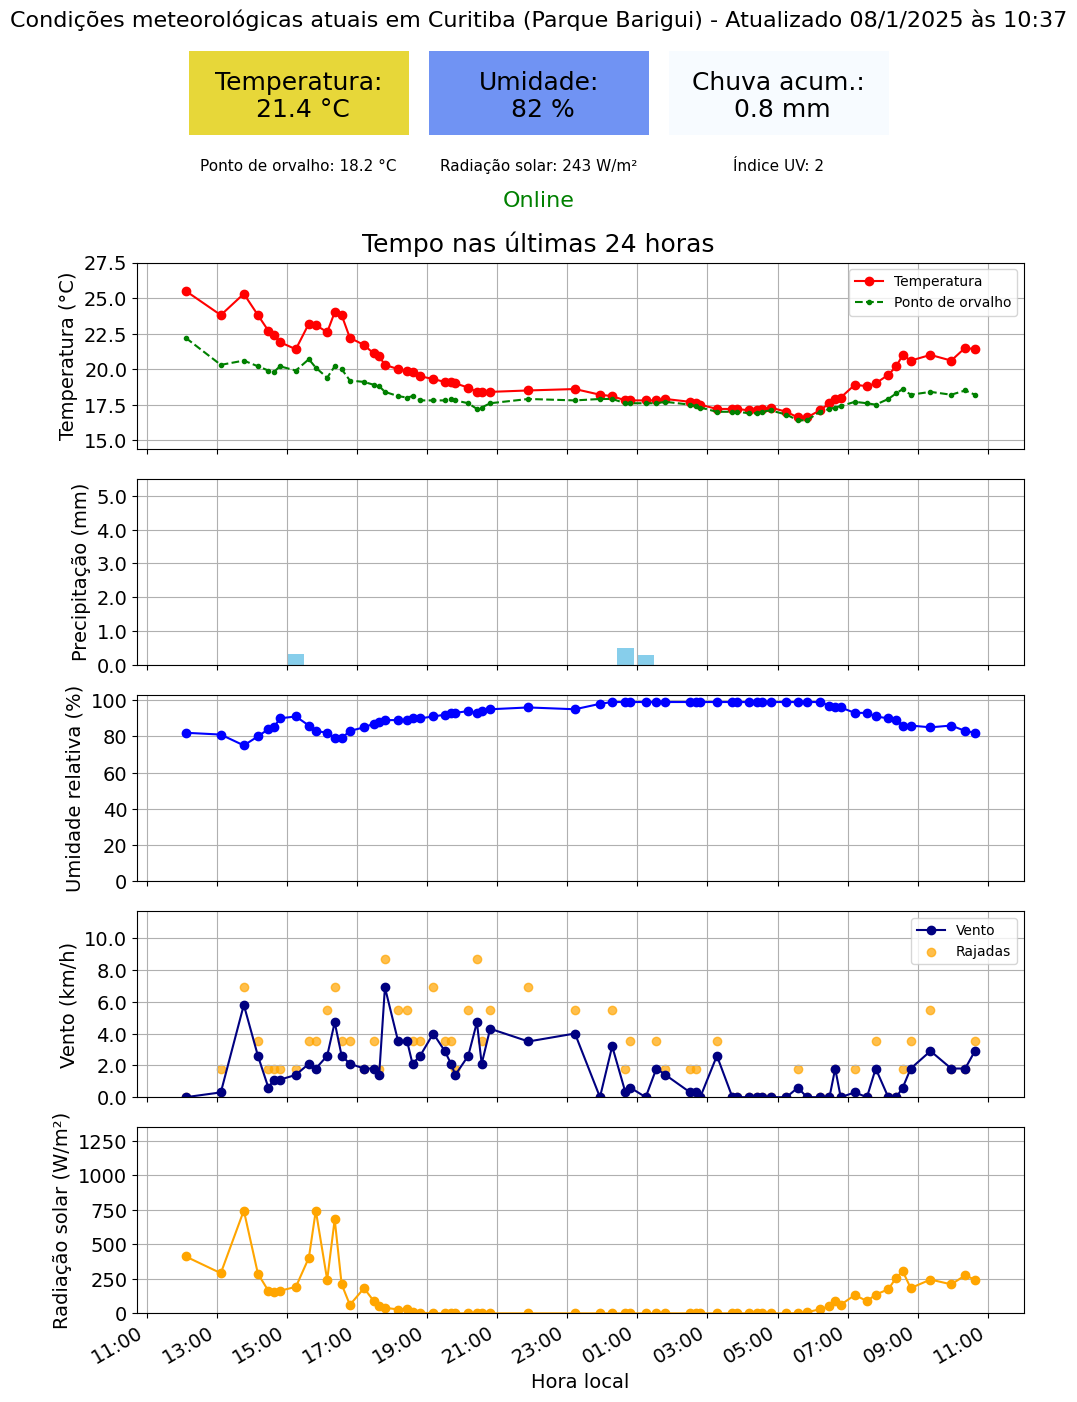 Condições meteorológicas atuais em Curitiba (Parque Barigui) - Atualizado 08/1/2025 às 10:37
Temperatura:
21.4 °C
Umidade:
82 %
Chuva acum.:
0.8 mm
Ponto de orvalho: 18.2 °C
Radiação solar: 243 W/m²
Índice UV: 2
Online
Tempo nas últimas 24 horas
Temperatura (°C)
27.5
25.0
22.5
20.0
17.5
15.0
Temperatura
Ponto de orvalho
Precipitação (mm)
5.0
4.0
3.0
2.0
1.0
0.0
Umidade relativa (%)
100
80
60
40
20
0
Vento (km/h)
10.0
8.0
6.0
4.0
2.0
0.0
Vento
Rajadas
Radiação solar (W/m²)
1250
1000
750
500
250
0
11:00
13:00
15:00
17:00
19:00
21:00
23:00
01:00
03:00
05:00
07:00
09:00
11:00
Hora local